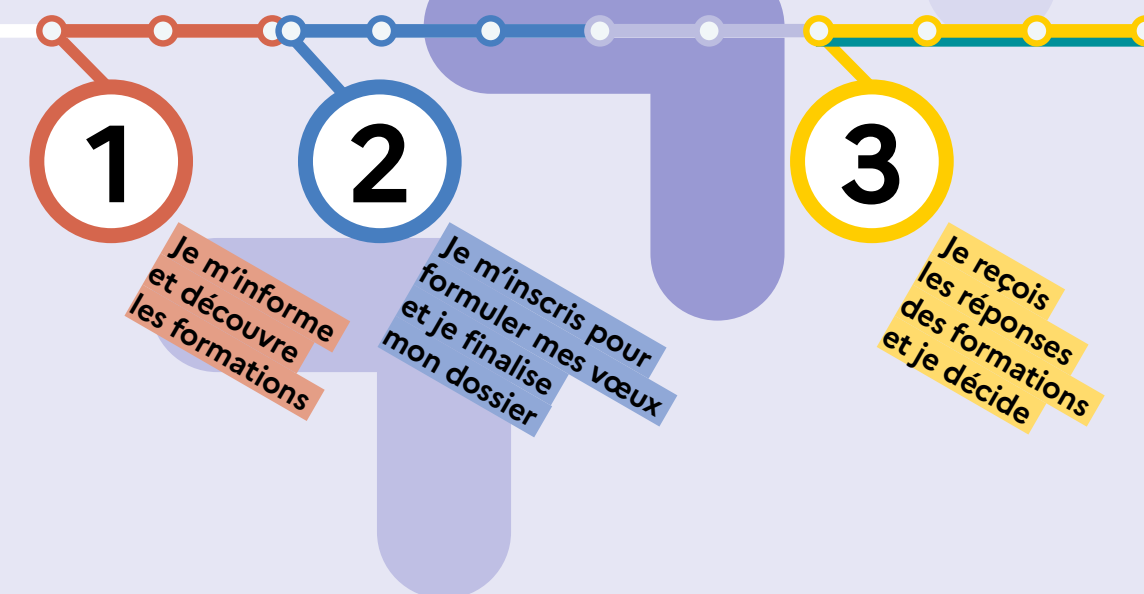 1
Je m'informe
et découvre
les formations
2
Je m'inscris pour
formuler mes vœux
et je finalise
mon dossier
3
Je reçois
les réponses
des formations
et je décide